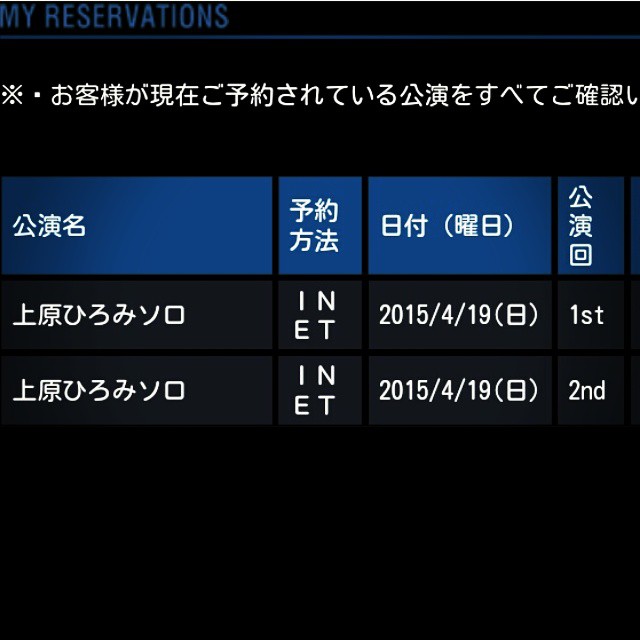 MY RESERVATIONS
※・お客様が現在ご予約されている公演をすべてご確認い
公演名 予約方法 日付（曜日） 公演回
上原ひろみソロ ＩＮＥＴ 2015/4/19(日) 1st
上原ひろみソロ ＩＮＥＴ 2015/4/19(日) 2nd